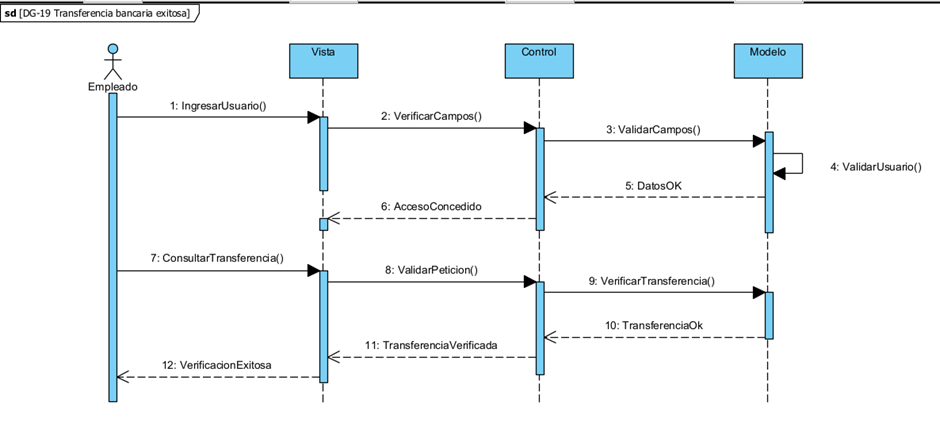 sd [DG-19 Transferencia bancaria exitosa]
Vista
Control
Modelo
Empleado
1: IngresarUsuario()
2: VerificarCampos()
3: ValidarCampos()
4: ValidarUsuario()
5: DatosOK
6: AccesoConcedido
7: ConsultarTransferencia()
8: ValidarPeticion()
9: VerificarTransferencia()
10: TransferenciaOk
11: TransferenciaVerificada
12: VerificacionExitosa